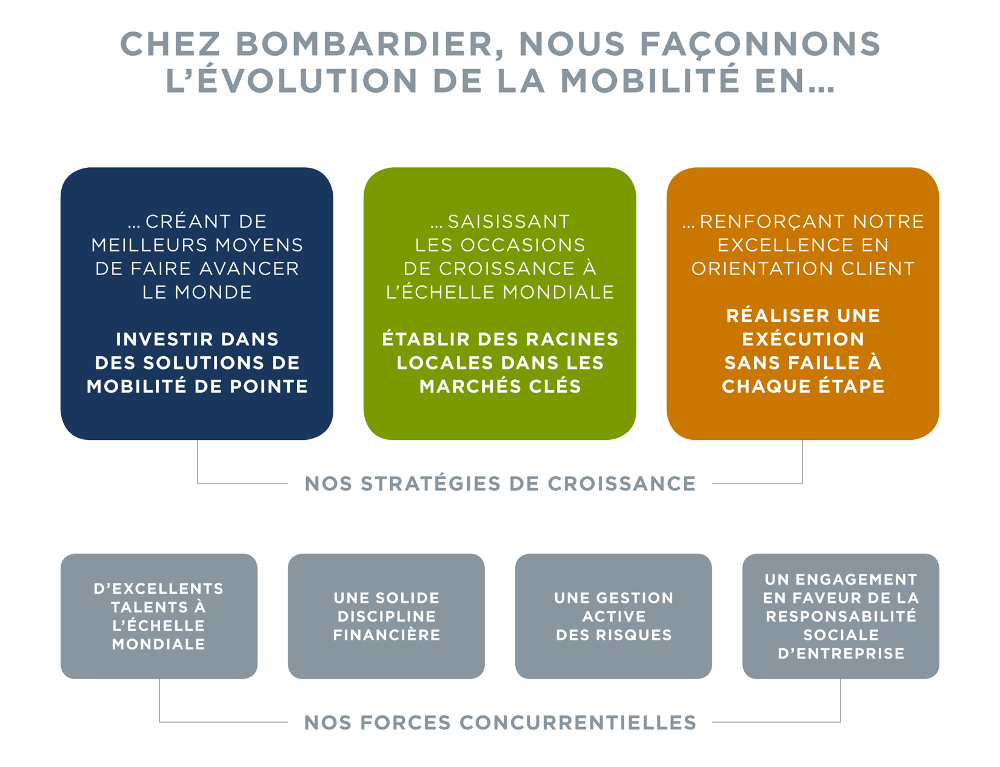 CHEZ BOMBARDIER, NOUS FAÇONNONS
L’ÉVOLUTION DE LA MOBILITÉ EN...
... CRÉANT DE
MEILLEURS MOYENS
DE FAIRE AVANCER
LE MONDE
INVESTIR DANS
DES SOLUTIONS DE
MOBILITÉ DE POINTE
... SAISISSANT
LES OCCASIONS
DE CROISSANCE À
L’ÉCHELLE MONDIALE
ÉTABLIR DES RACINES
LOCALES DANS LES
MARCHÉS CLÉS
... RENFORÇANT NOTRE
EXCELLENCE EN
ORIENTATION CLIENT
RÉALISER UNE
EXÉCUTION
SANS FAILLE À
CHAQUE ÉTAPE
NOS STRATÉGIES DE CROISSANCE
D’EXCELLENTS
TALENTS À
L’ÉCHELLE
MONDIALE
UNE SOLIDE
DISCIPLINE
FINANCIÈRE
UNE GESTION
ACTIVE
DES RISQUES
UN ENGAGEMENT
EN FAVEUR DE LA
RESPONSABILITÉ
SOCIALE
D’ENTREPRISE
NOS FORCES CONCURRENTIELLES